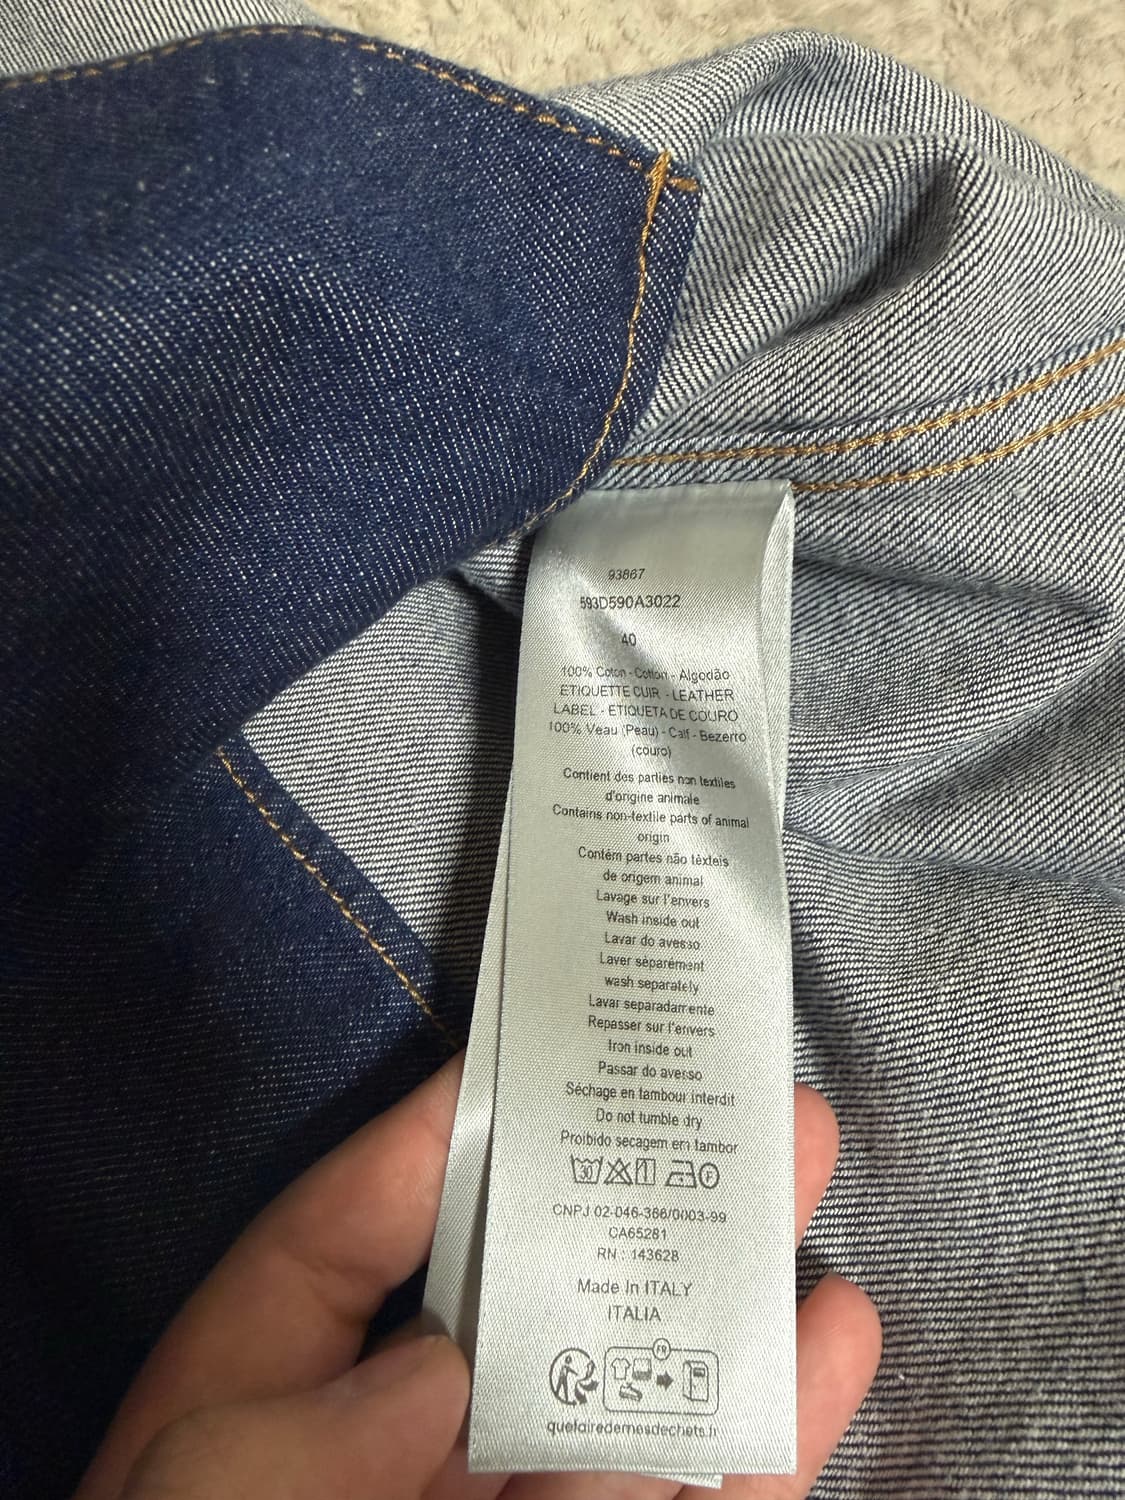 93867
593D590A3022
40
100% Coton - Cotton - Algodão
ETIQUETTE CUIR - LEATHER
LABEL - ETIQUETA DE COURO
100% Veau (Peau) - Calf - Bezerro
(couro)
Contient des parties non textiles
d'origine animale
Contains non-textile parts of animal
origin
Contém partes não têxteis
de origem animal
Lavage sur l'envers
Wash inside out
Lavar do avesso
Laver séparément
wash separately
Lavar separadamente
Repasser sur l'envers
Iron inside out
Passar do avesso
Séchage en tambour interdit
Do not tumble dry
Proibido secagem em tambor
30 F
CNPJ 02-046-366/0003-99
CA65281
RN : 143628
Made In ITALY
ITALIA
FR
quefairedemesdechets.fr